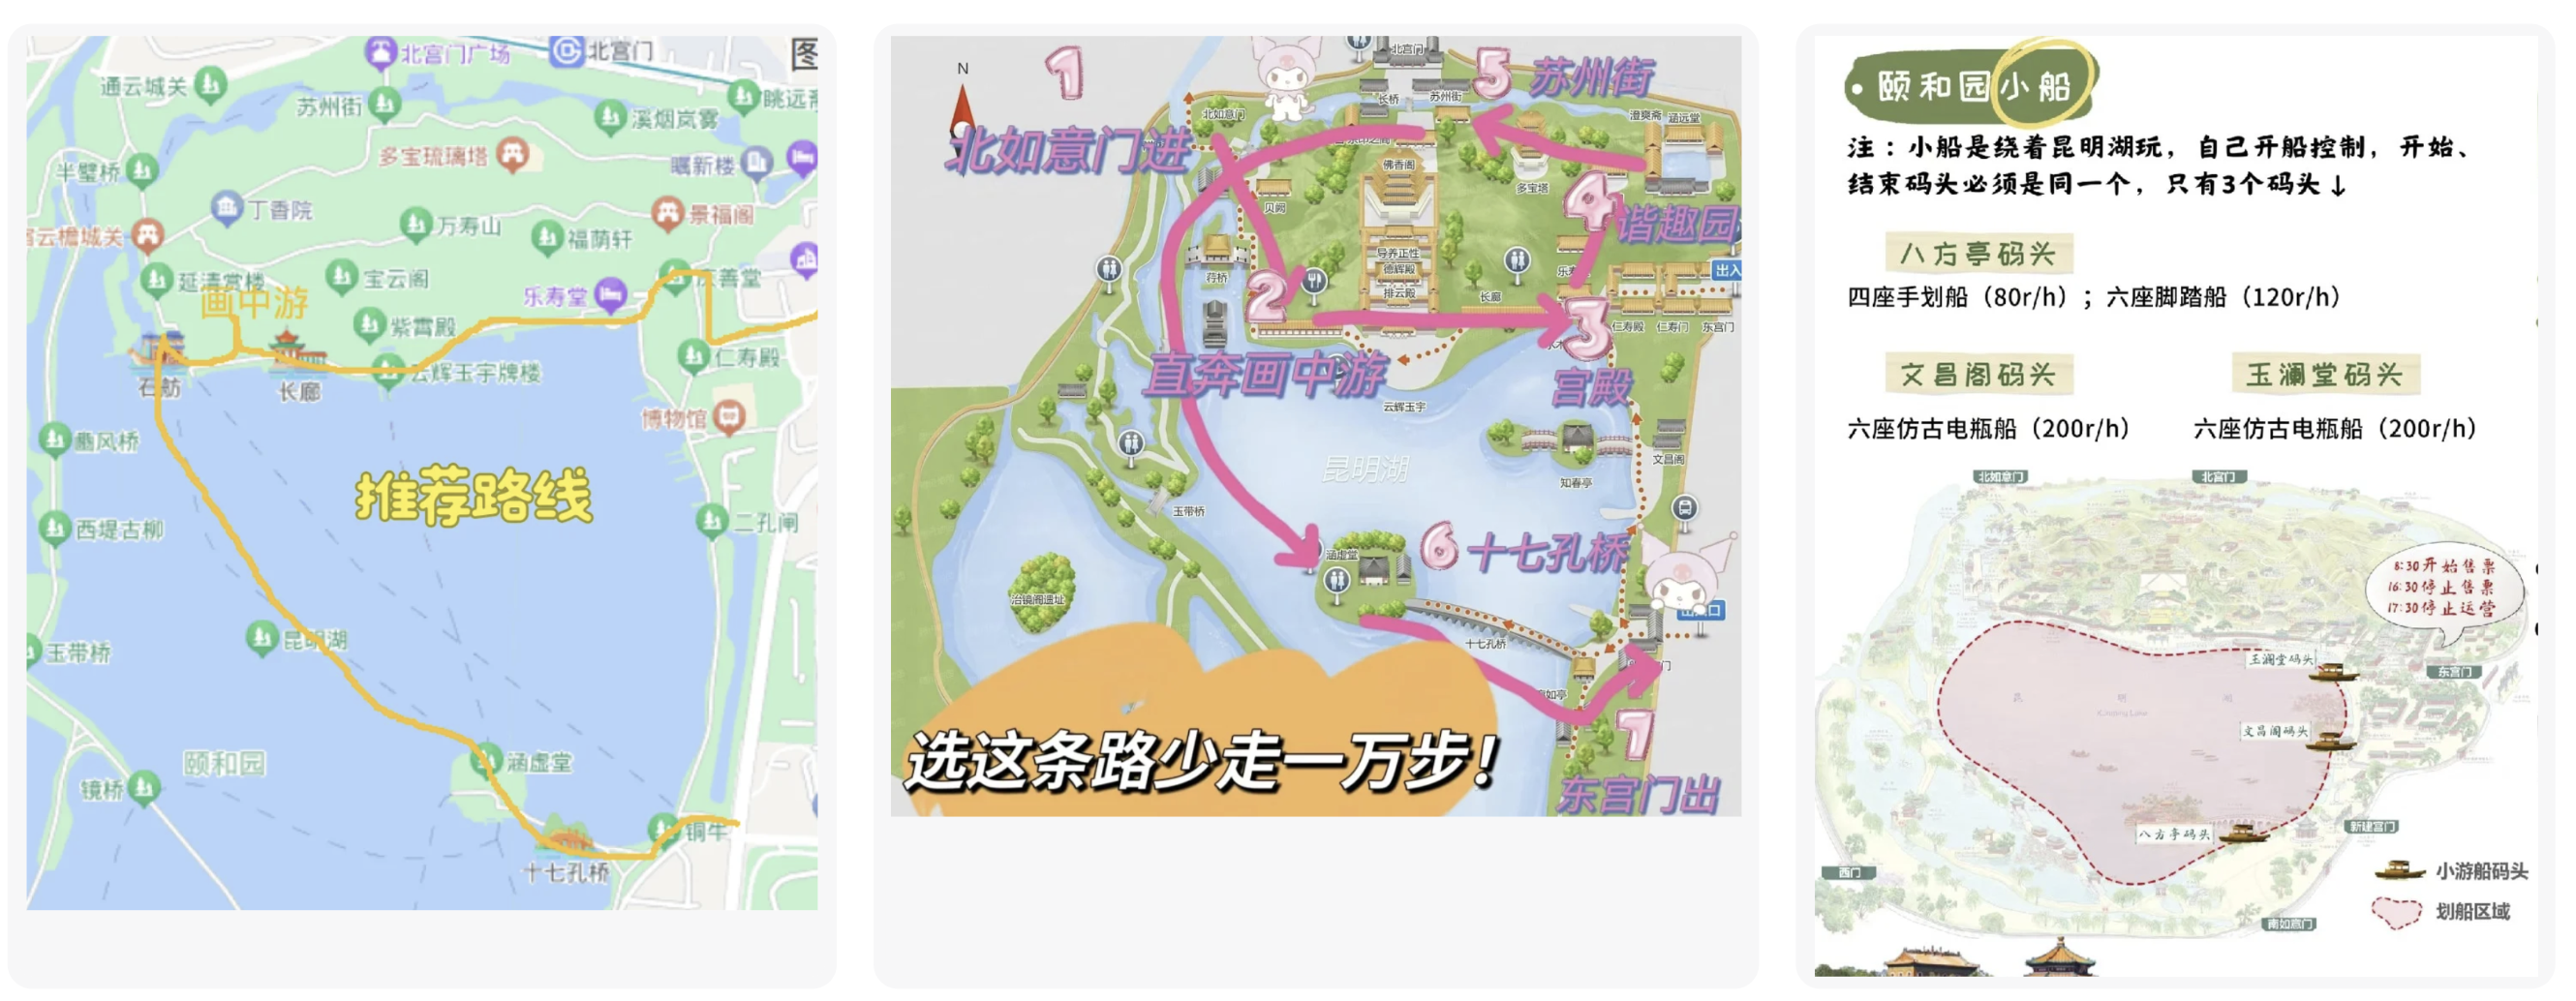 北宫门广场
北宫门
图
通云城关
苏州街
溪烟岚雾
眺远斋
多宝琉璃塔
瞩新楼
半壁桥
丁香院
万寿山
福荫轩
景福阁
宿云檐城关
延清赏楼
宝云阁
乐寿堂
画中游
紫霄殿
云辉玉宇牌楼
仁寿殿
石舫
长廊
博物馆
西堤古柳
推荐路线
二孔闸
昆明湖
玉带桥
颐和园
涵虚堂
镜桥
铜牛
十七孔桥
N
1
北如意门进
北如意门
北宫门
长桥
苏州街
5
苏州街
澄爽斋
涵远堂
佛香阁
多宝塔
贝阙
4
谐趣园
荇桥
2
德辉殿
排云殿
长廊
3
仁寿殿
仁寿门
东宫门
直奔画中游
宫殿
云辉玉宇
昆明湖
文昌阁
知春亭
玉带桥
涵虚堂
6
十七孔桥
治镜阁遗址
十七孔桥
7
选这条路少走一万步!
东宫门出
• 颐和园小船
注：小船是绕着昆明湖玩，自己开船控制，开始、
结束码头必须是同一个，只有3个码头↓
八方亭码头
四座手划船（80r/h）；六座脚踏船（120r/h）
文昌阁码头
玉澜堂码头
六座仿古电瓶船（200r/h）
六座仿古电瓶船（200r/h）
北如意门
北宫门
8:30开始售票
16:30停止售票
17:30停止运营
玉澜堂码头
东宫门
文昌阁码头
八方亭码头
新建宫门
西门
小游船码头
划船区域
南如意门